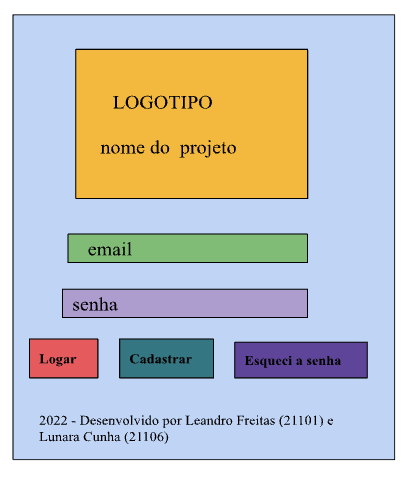 LOGOTIPO
nome do projeto
email
senha
Logar
Cadastrar
Esqueci a senha
2022 - Desenvolvido por Leandro Freitas (21101) e
Lunara Cunha (21106)